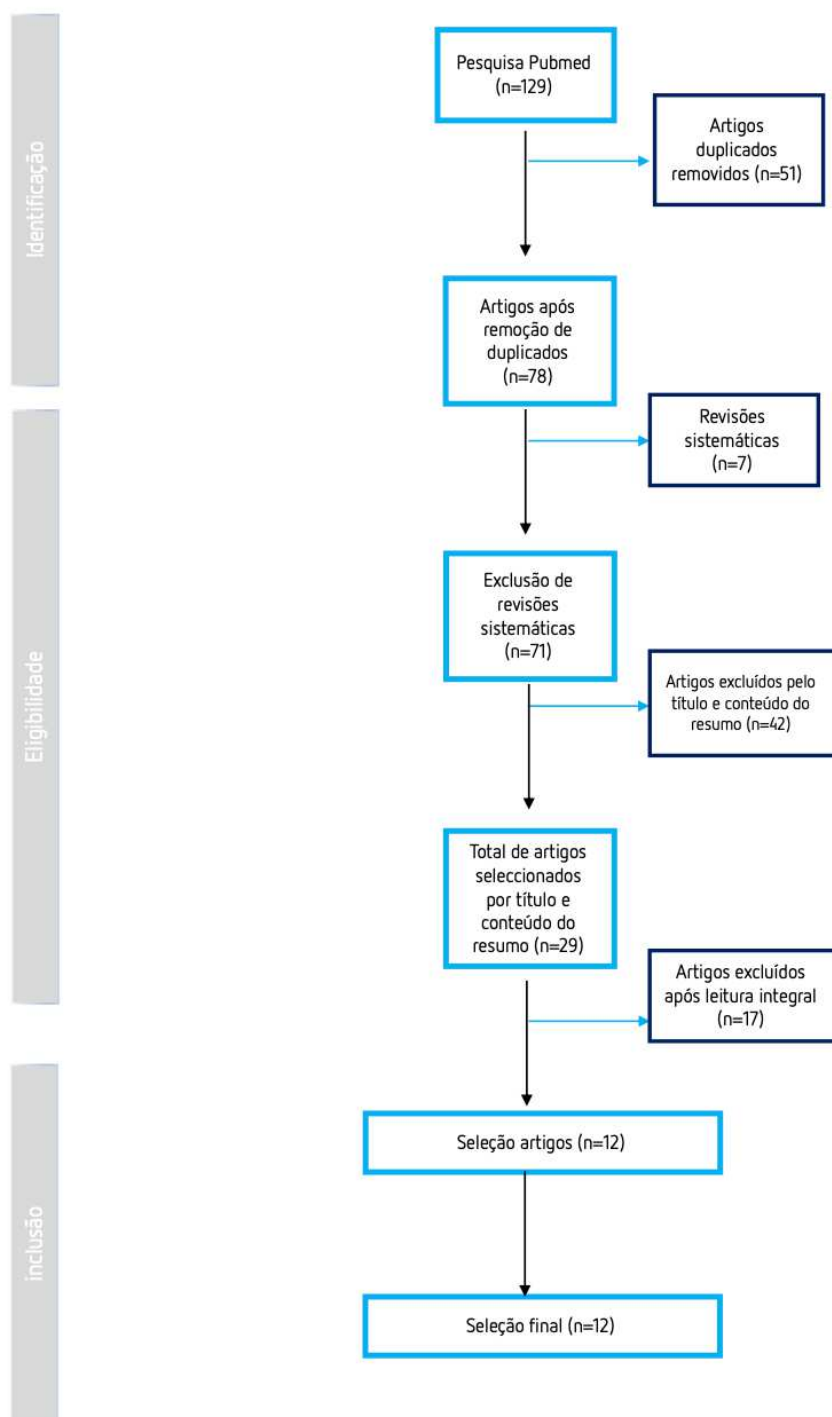 Identificação
Pesquisa Pubmed
(n=129)
Artigos
duplicados
removidos (n=51)
Artigos após
remoção de
duplicados
(n=78)
Eligibilidade
Revisões
sistemáticas
(n=7)
Exclusão de
revisões
sistemáticas
(n=71)
Artigos excluídos pelo
título e conteúdo do
resumo (n=42)
Total de artigos
seleccionados
por título e
conteúdo do
resumo (n=29)
Artigos excluídos
após leitura integral
(n=17)
inclusão
Seleção artigos (n=12)
Seleção final (n=12)